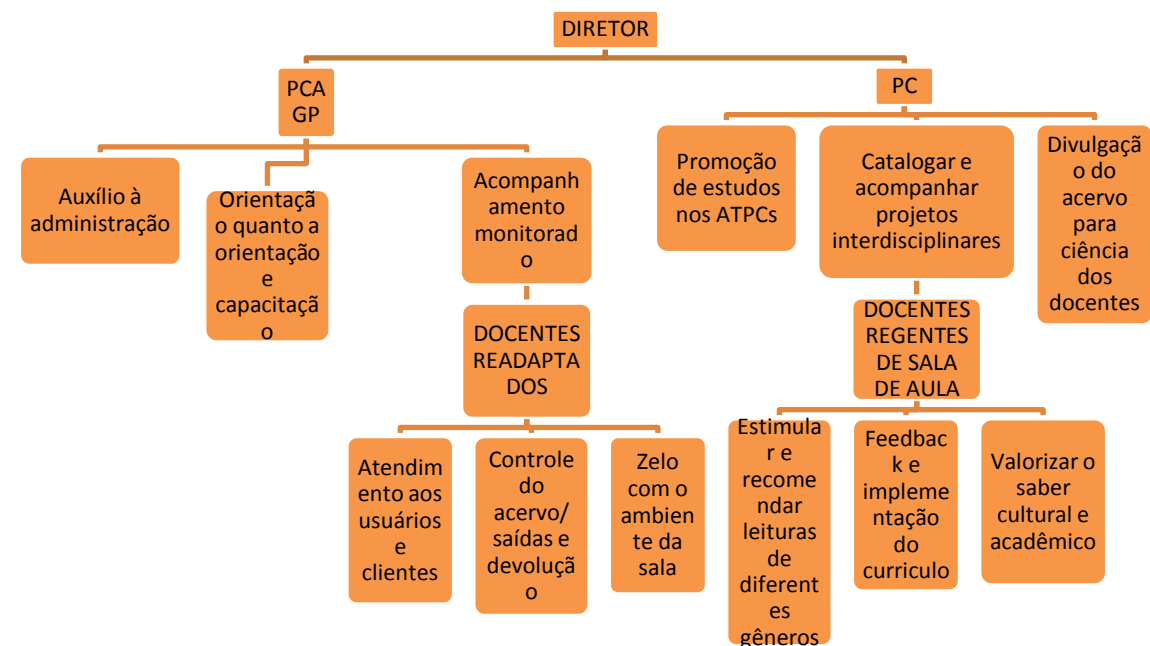 DIRETOR
PCA
GP
PC
Auxílio à
administração
Orientaçã
o quanto a
orientação
e
capacitaçã
o
Acompanh
amento
monitorad
o
Promoção
de estudos
nos ATPCs
Catalogar e
acompanhar
projetos
interdisciplinares
Divulgaçã
o do
acervo
para
ciência
dos
docentes
DOCENTES
READAPTA
DOS
DOCENTES
REGENTES
DE SALA
DE AULA
Atendim
ento aos
usuários
e
clientes
Controle
do
acervo/
saídas e
devoluçã
o
Zelo
com o
ambien
te da
sala
Estimula
r e
recome
ndar
leituras
de
diferent
es
gêneros
Feedbac
k e
impleme
ntação
do
curriculo
Valorizar o
saber
cultural e
acadêmico